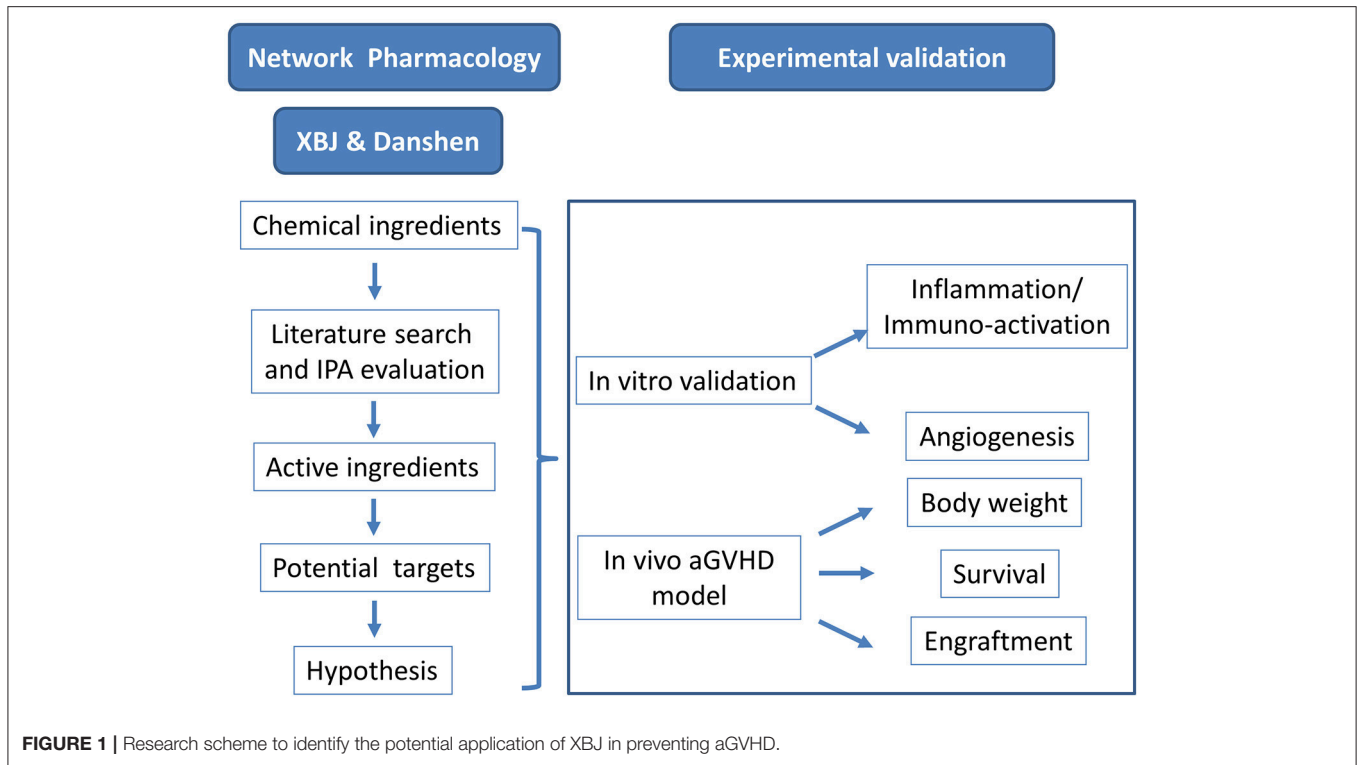 Network Pharmacology
Experimental validation
XBJ & Danshen
Chemical ingredients
Literature search
and IPA evaluation
Active ingredients
Potential targets
Hypothesis
In vitro validation
Inflammation/
Immuno-activation
Angiogenesis
In vivo aGVHD
model
Body weight
Survival
Engraftment
FIGURE 1 | Research scheme to identify the potential application of XBJ in preventing aGVHD.